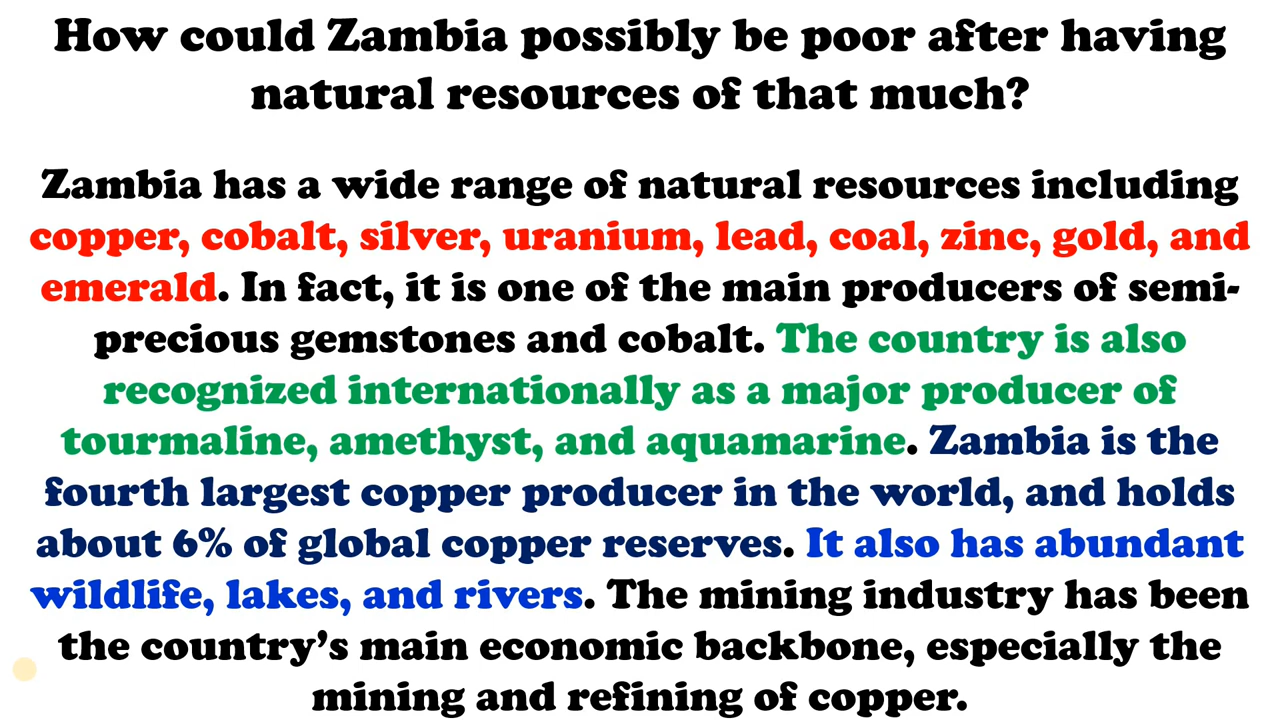 How could Zambia possibly be poor after having
natural resources of that much?
Zambia has a wide range of natural resources including
copper, cobalt, silver, uranium, lead, coal, zinc, gold, and
emerald. In fact, it is one of the main producers of semi-
precious gemstones and cobalt. The country is also
recognized internationally as a major producer of
tourmaline, amethyst, and aquamarine. Zambia is the
fourth largest copper producer in the world, and holds
about 6% of global copper reserves. It also has abundant
wildlife, lakes, and rivers. The mining industry has been
the country’s main economic backbone, especially the
mining and refining of copper.